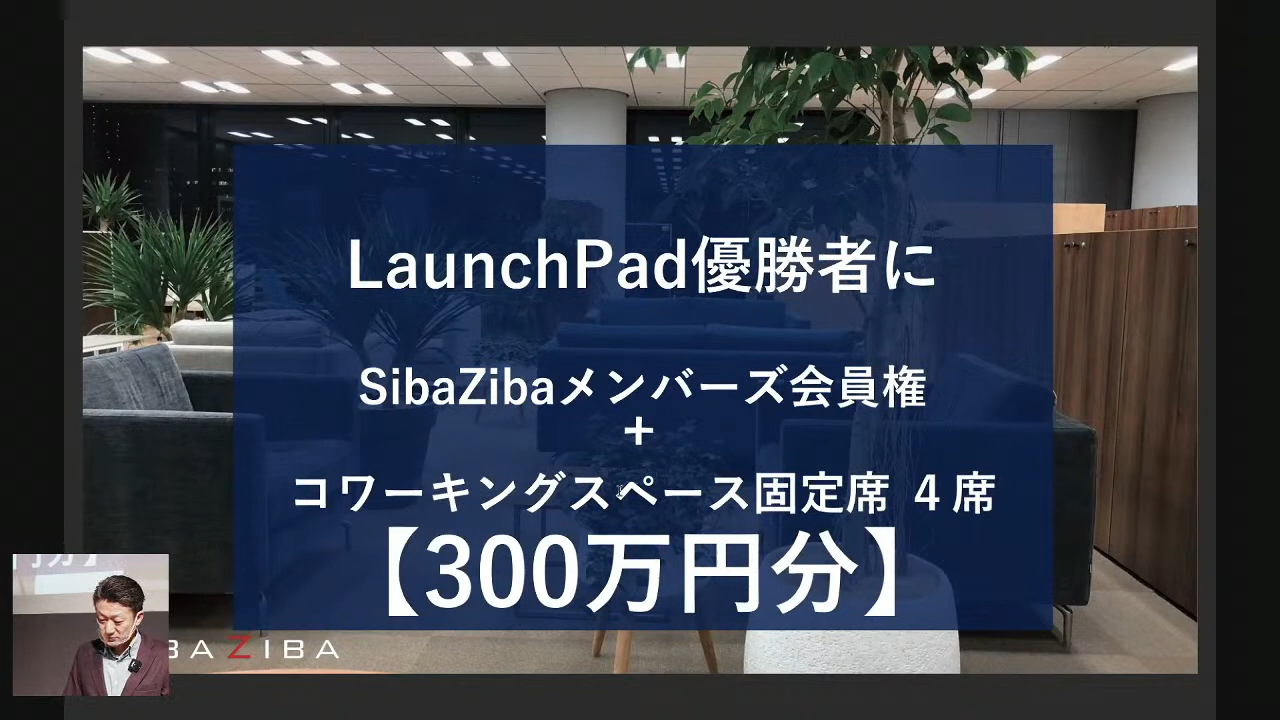 LaunchPad優勝者に
SibaZibaメンバーズ会員権
+
コワーキングスペース固定席 4席
【300万円分】
円分】
BAZIBA